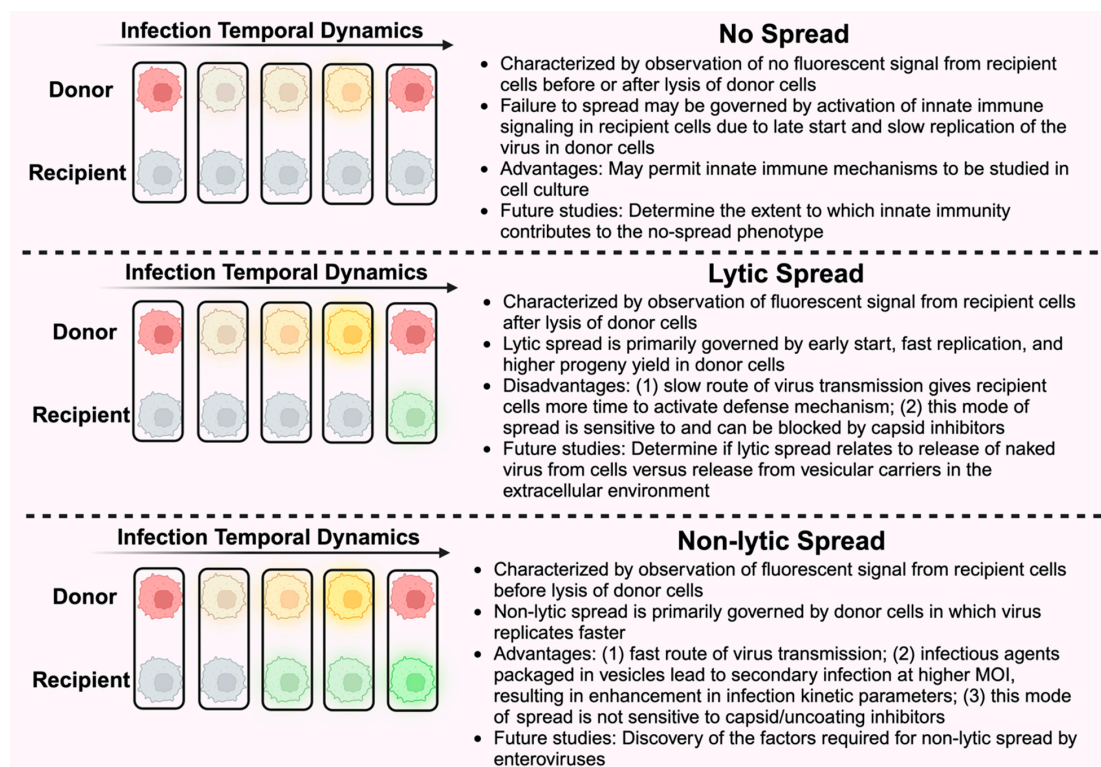 Infection Temporal Dynamics
Donor
Recipient
No Spread
• Characterized by observation of no fluorescent signal from recipient
cells before or after lysis of donor cells
• Failure to spread may be governed by activation of innate immune
signaling in recipient cells due to late start and slow replication of the
virus in donor cells
• Advantages: May permit innate immune mechanisms to be studied in
cell culture
• Future studies: Determine the extent to which innate immunity
contributes to the no-spread phenotype
Infection Temporal Dynamics
Donor
Recipient
Lytic Spread
• Characterized by observation of fluorescent signal from recipient cells
after lysis of donor cells
• Lytic spread is primarily governed by early start, fast replication, and
higher progeny yield in donor cells
• Disadvantages: (1) slow route of virus transmission gives recipient
cells more time to activate defense mechanism; (2) this mode of
spread is sensitive to and can be blocked by capsid inhibitors
• Future studies: Determine if lytic spread relates to release of naked
virus from cells versus release from vesicular carriers in the
extracellular environment
Infection Temporal Dynamics
Donor
Recipient
Non-lytic Spread
• Characterized by observation of fluorescent signal from recipient cells
before lysis of donor cells
• Non-lytic spread is primarily governed by donor cells in which virus
replicates faster
• Advantages: (1) fast route of virus transmission; (2) infectious agents
packaged in vesicles lead to secondary infection at higher MOI,
resulting in enhancement in infection kinetic parameters; (3) this mode
of spread is not sensitive to capsid/uncoating inhibitors
• Future studies: Discovery of the factors required for non-lytic spread by
enteroviruses